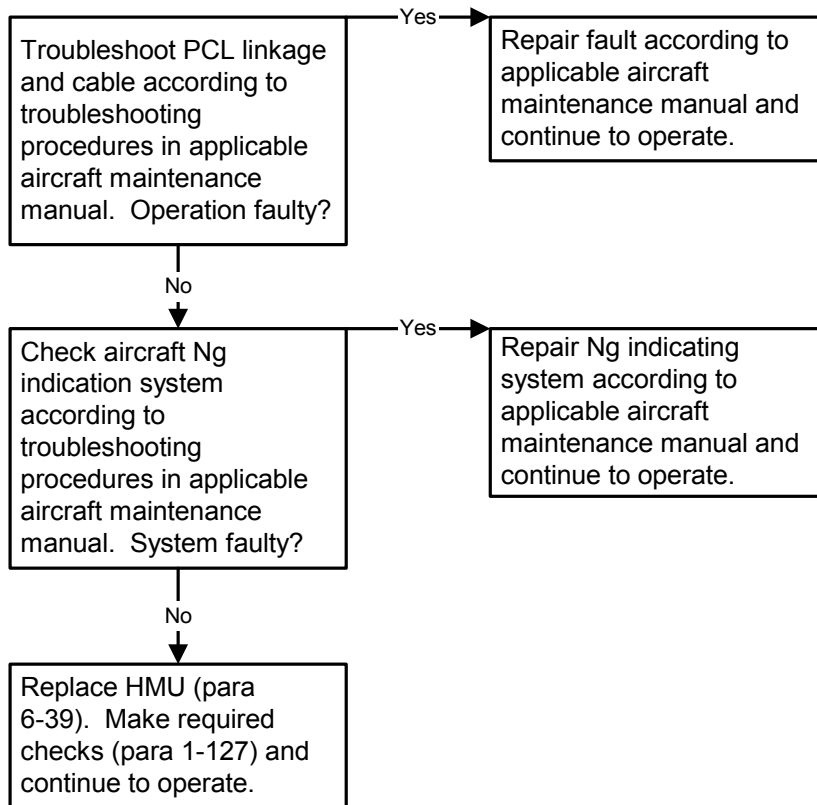 Troubleshoot PCL linkage
and cable according to
troubleshooting
procedures in applicable
aircraft maintenance
manual.  Operation faulty?
Yes
Repair fault according to
applicable aircraft
maintenance manual and
continue to operate.
No
Check aircraft Ng
indication system
according to
troubleshooting
procedures in applicable
aircraft maintenance
manual.  System faulty?
Yes
Repair Ng indicating
system according to
applicable aircraft
maintenance manual and
continue to operate.
No
Replace HMU (para
6-39).  Make required
checks (para 1-127) and
continue to operate.